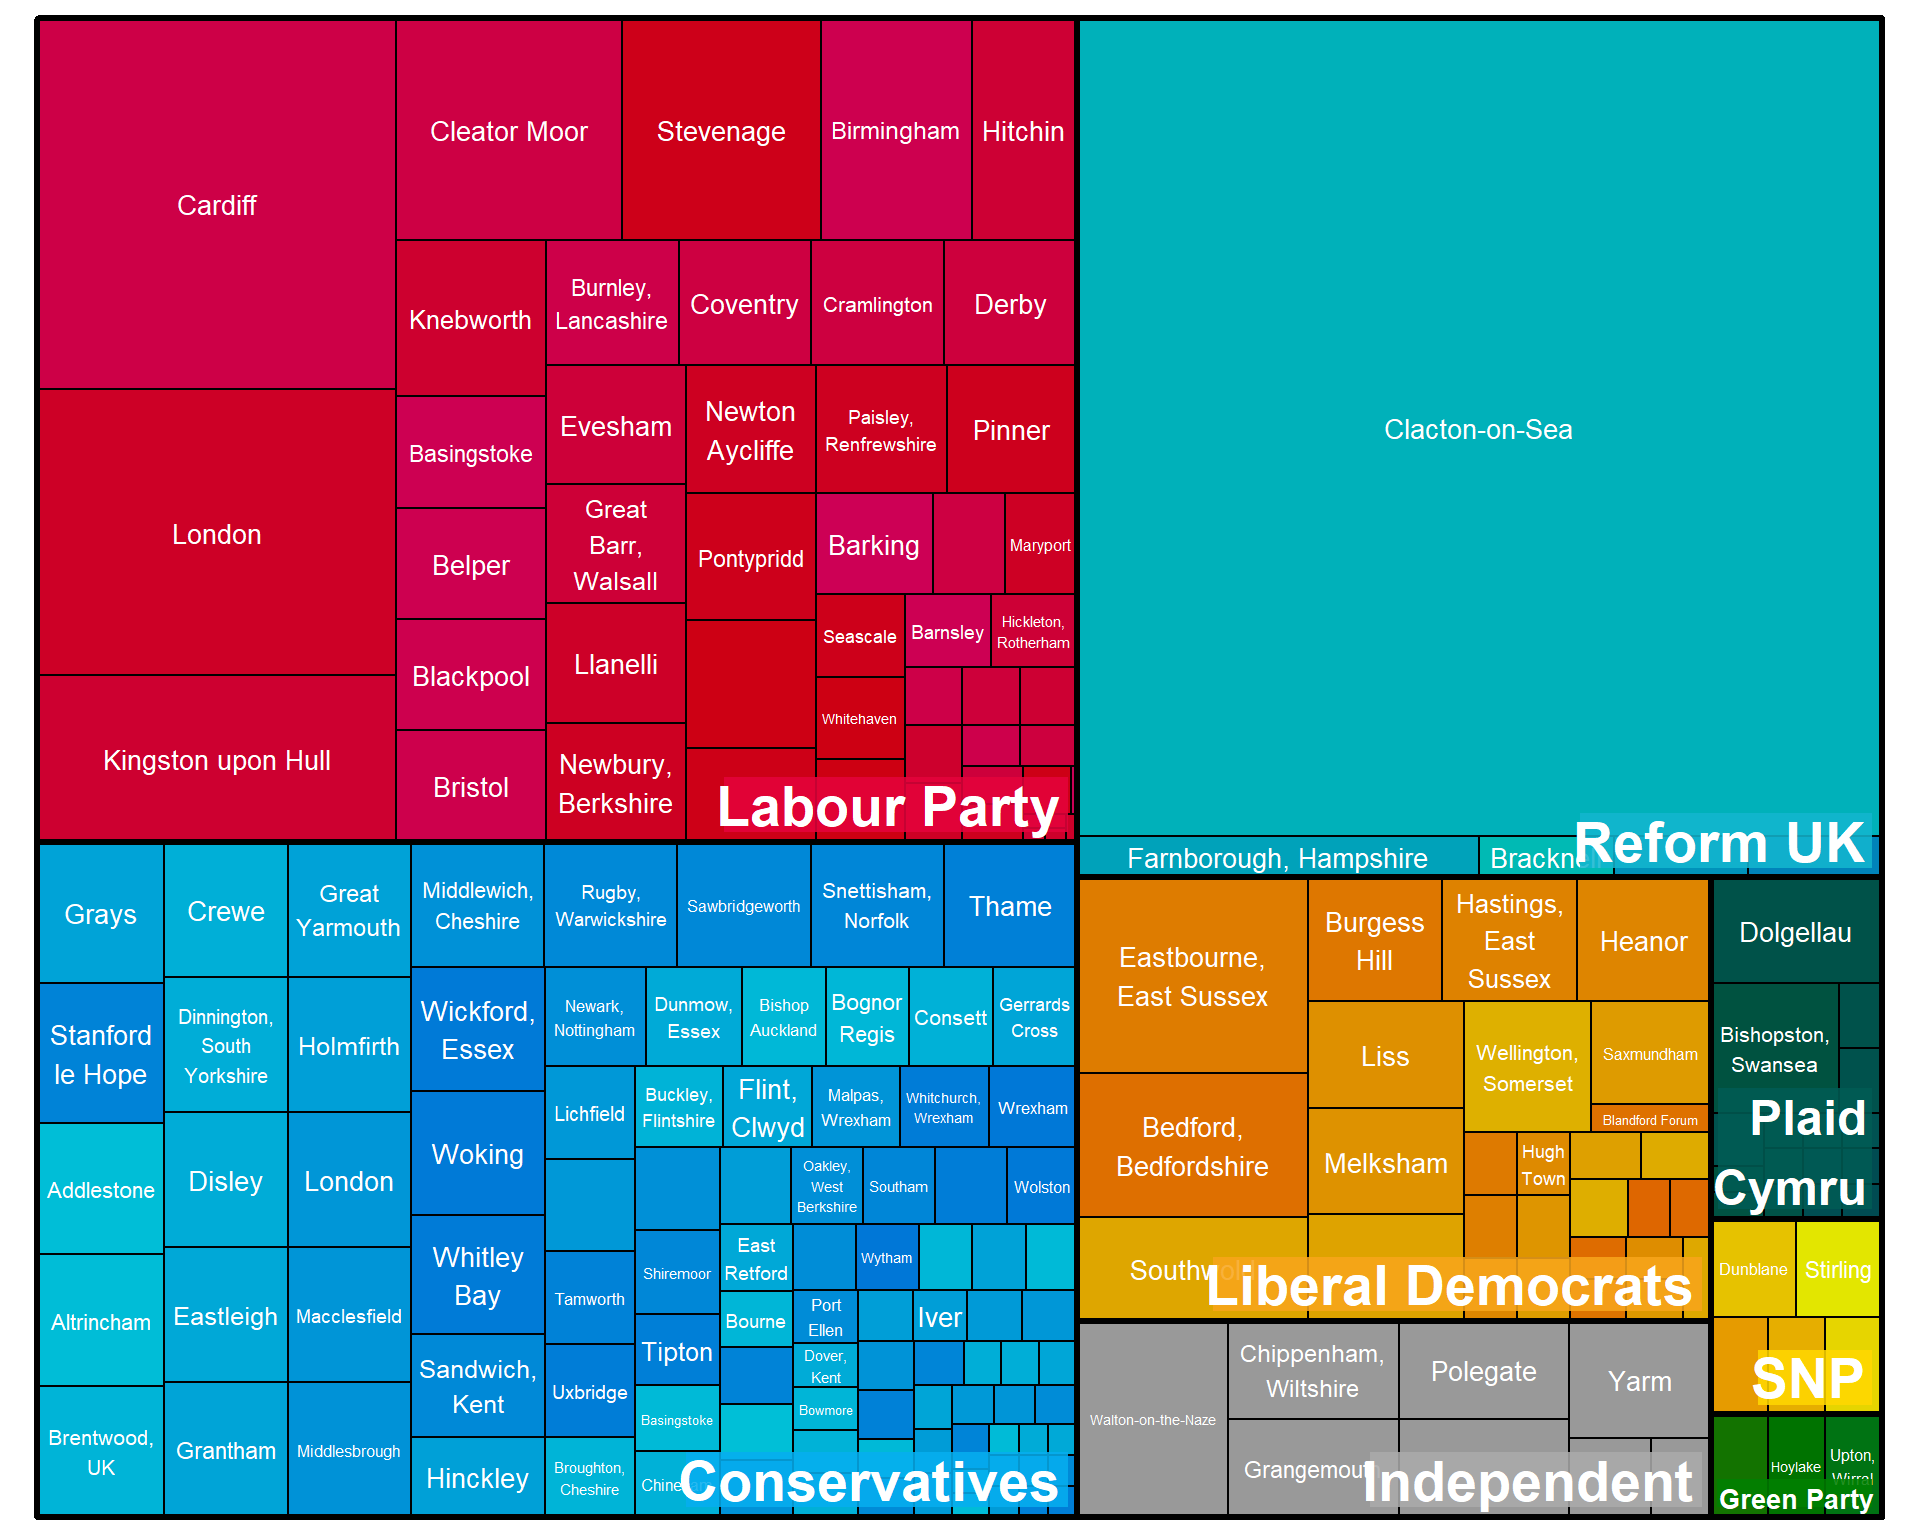 Cardiff
London
Kingston upon Hull
Cleator Moor
Stevenage
Birmingham
Hitchin
Knebworth
Basingstoke
Belper
Blackpool
Bristol
Burnley,
Lancashire
Coventry
Cramlington
Derby
Evesham
Great
Barr,
Walsall
Llanelli
Newbury,
Berkshire
Newton
Aycliffe
Paisley,
Renfrewshire
Pinner
Pontypridd
Barking
Maryport
Seascale
Barnsley
Hickleton,
Rotherham
Whitehaven
Labour Party
Clacton-on-Sea
Farnborough, Hampshire
Bracknell
Reform UK
Grays
Stanford
le Hope
Addlestone
Altrincham
Brentwood,
UK
Crewe
Dinnington,
South
Yorkshire
Disley
Eastleigh
Grantham
Great
Yarmouth
Holmfirth
London
Macclesfield
Middlesbrough
Middlewich,
Cheshire
Wickford,
Essex
Woking
Whitley
Bay
Sandwich,
Kent
Hinckley
Rugby,
Warwickshire
Sawbridgeworth
Snettisham,
Norfolk
Thame
Newark,
Nottingham
Dunmow,
Essex
Bishop
Auckland
Bognor
Regis
Consett
Gerrards
Cross
Lichfield
Buckley,
Flintshire
Flint,
Clwyd
Malpas,
Wrexham
Whitchurch,
Wrexham
Wrexham
Oakley,
West
Berkshire
Southam
Wolston
Tamworth
Uxbridge
Broughton,
Cheshire
Shiremoor
Tipton
Basingstoke
East
Retford
Bourne
Wytham
Port
Ellen
Iver
Dover,
Kent
Bowmore
Conservatives
Eastbourne,
East Sussex
Bedford,
Bedfordshire
Southwold
Burgess
Hill
Hastings,
East
Sussex
Heanor
Liss
Melksham
Wellington,
Somerset
Saxmundham
Blandford Forum
Hugh
Town
Liberal Democrats
Dolgellau
Bishopston,
Swansea
Plaid
Cymru
Dunblane
Stirling
SNP
Walton-on-the-Naze
Chippenham,
Wiltshire
Polegate
Yarm
Grangemouth
Independent
Hoylake
Upton,
Wirral
Green Party